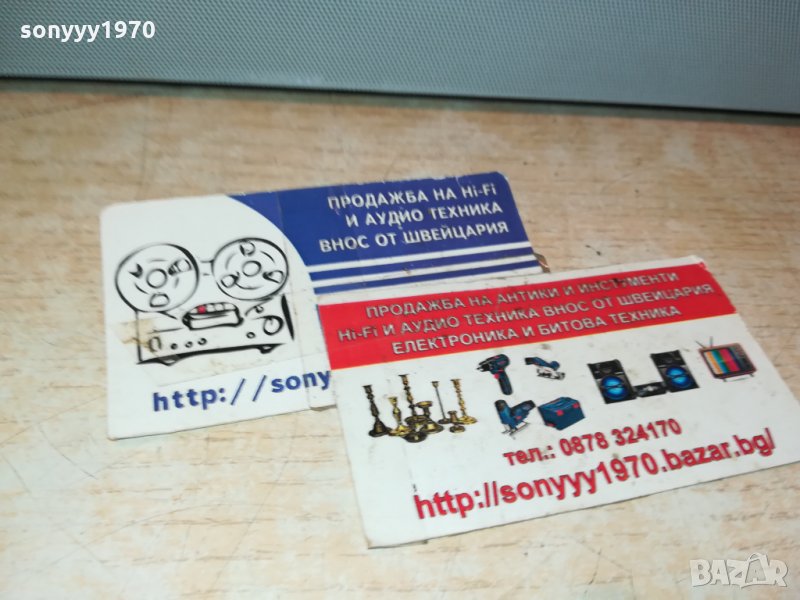 sonyyy1970
ПРОДАЖБА НА Hi-Fi
И АУДИО ТЕХНИКА
ВНОС ОТ ШВЕЙЦАРИЯ
http://sony
ПРОДАЖБА НА АНТИКИ И
Hi-Fi И АУДИО ТЕХНИКА ВНОС ОТ ШВЕЙЦАРИЯ
ЕЛЕКТРОНИКА И БИТОВА ТЕХНИКА
тел.: 0878 324170
http://sonyyy1970.bazar.bg/
BAZAR